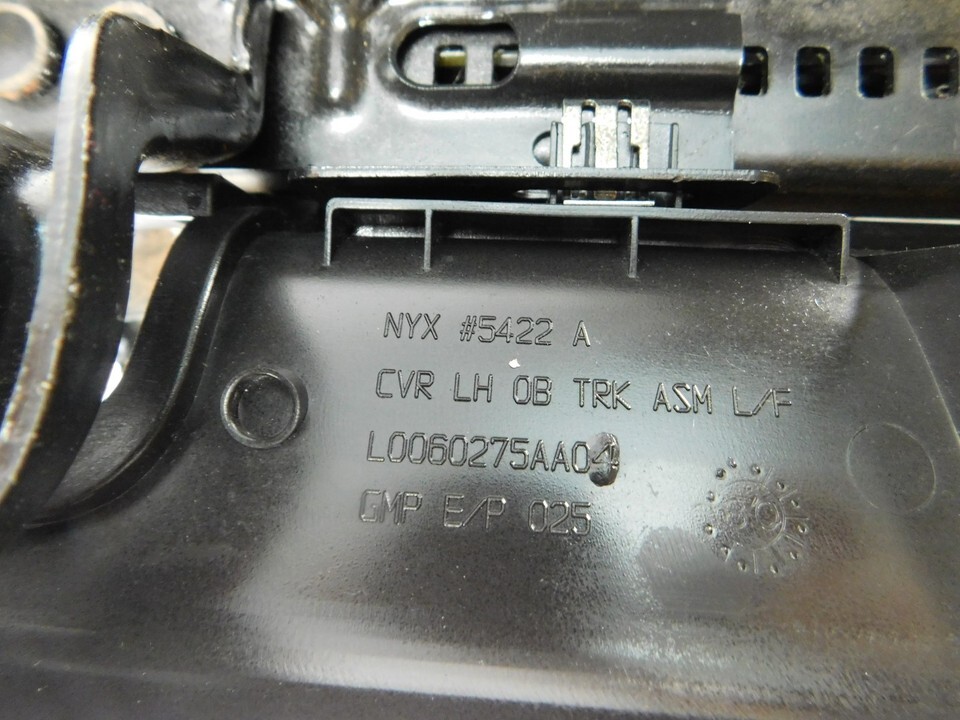 NYX #5422 A
CVR LH OB TRK ASM L/F
L0060275AA04
GMP E/P 025